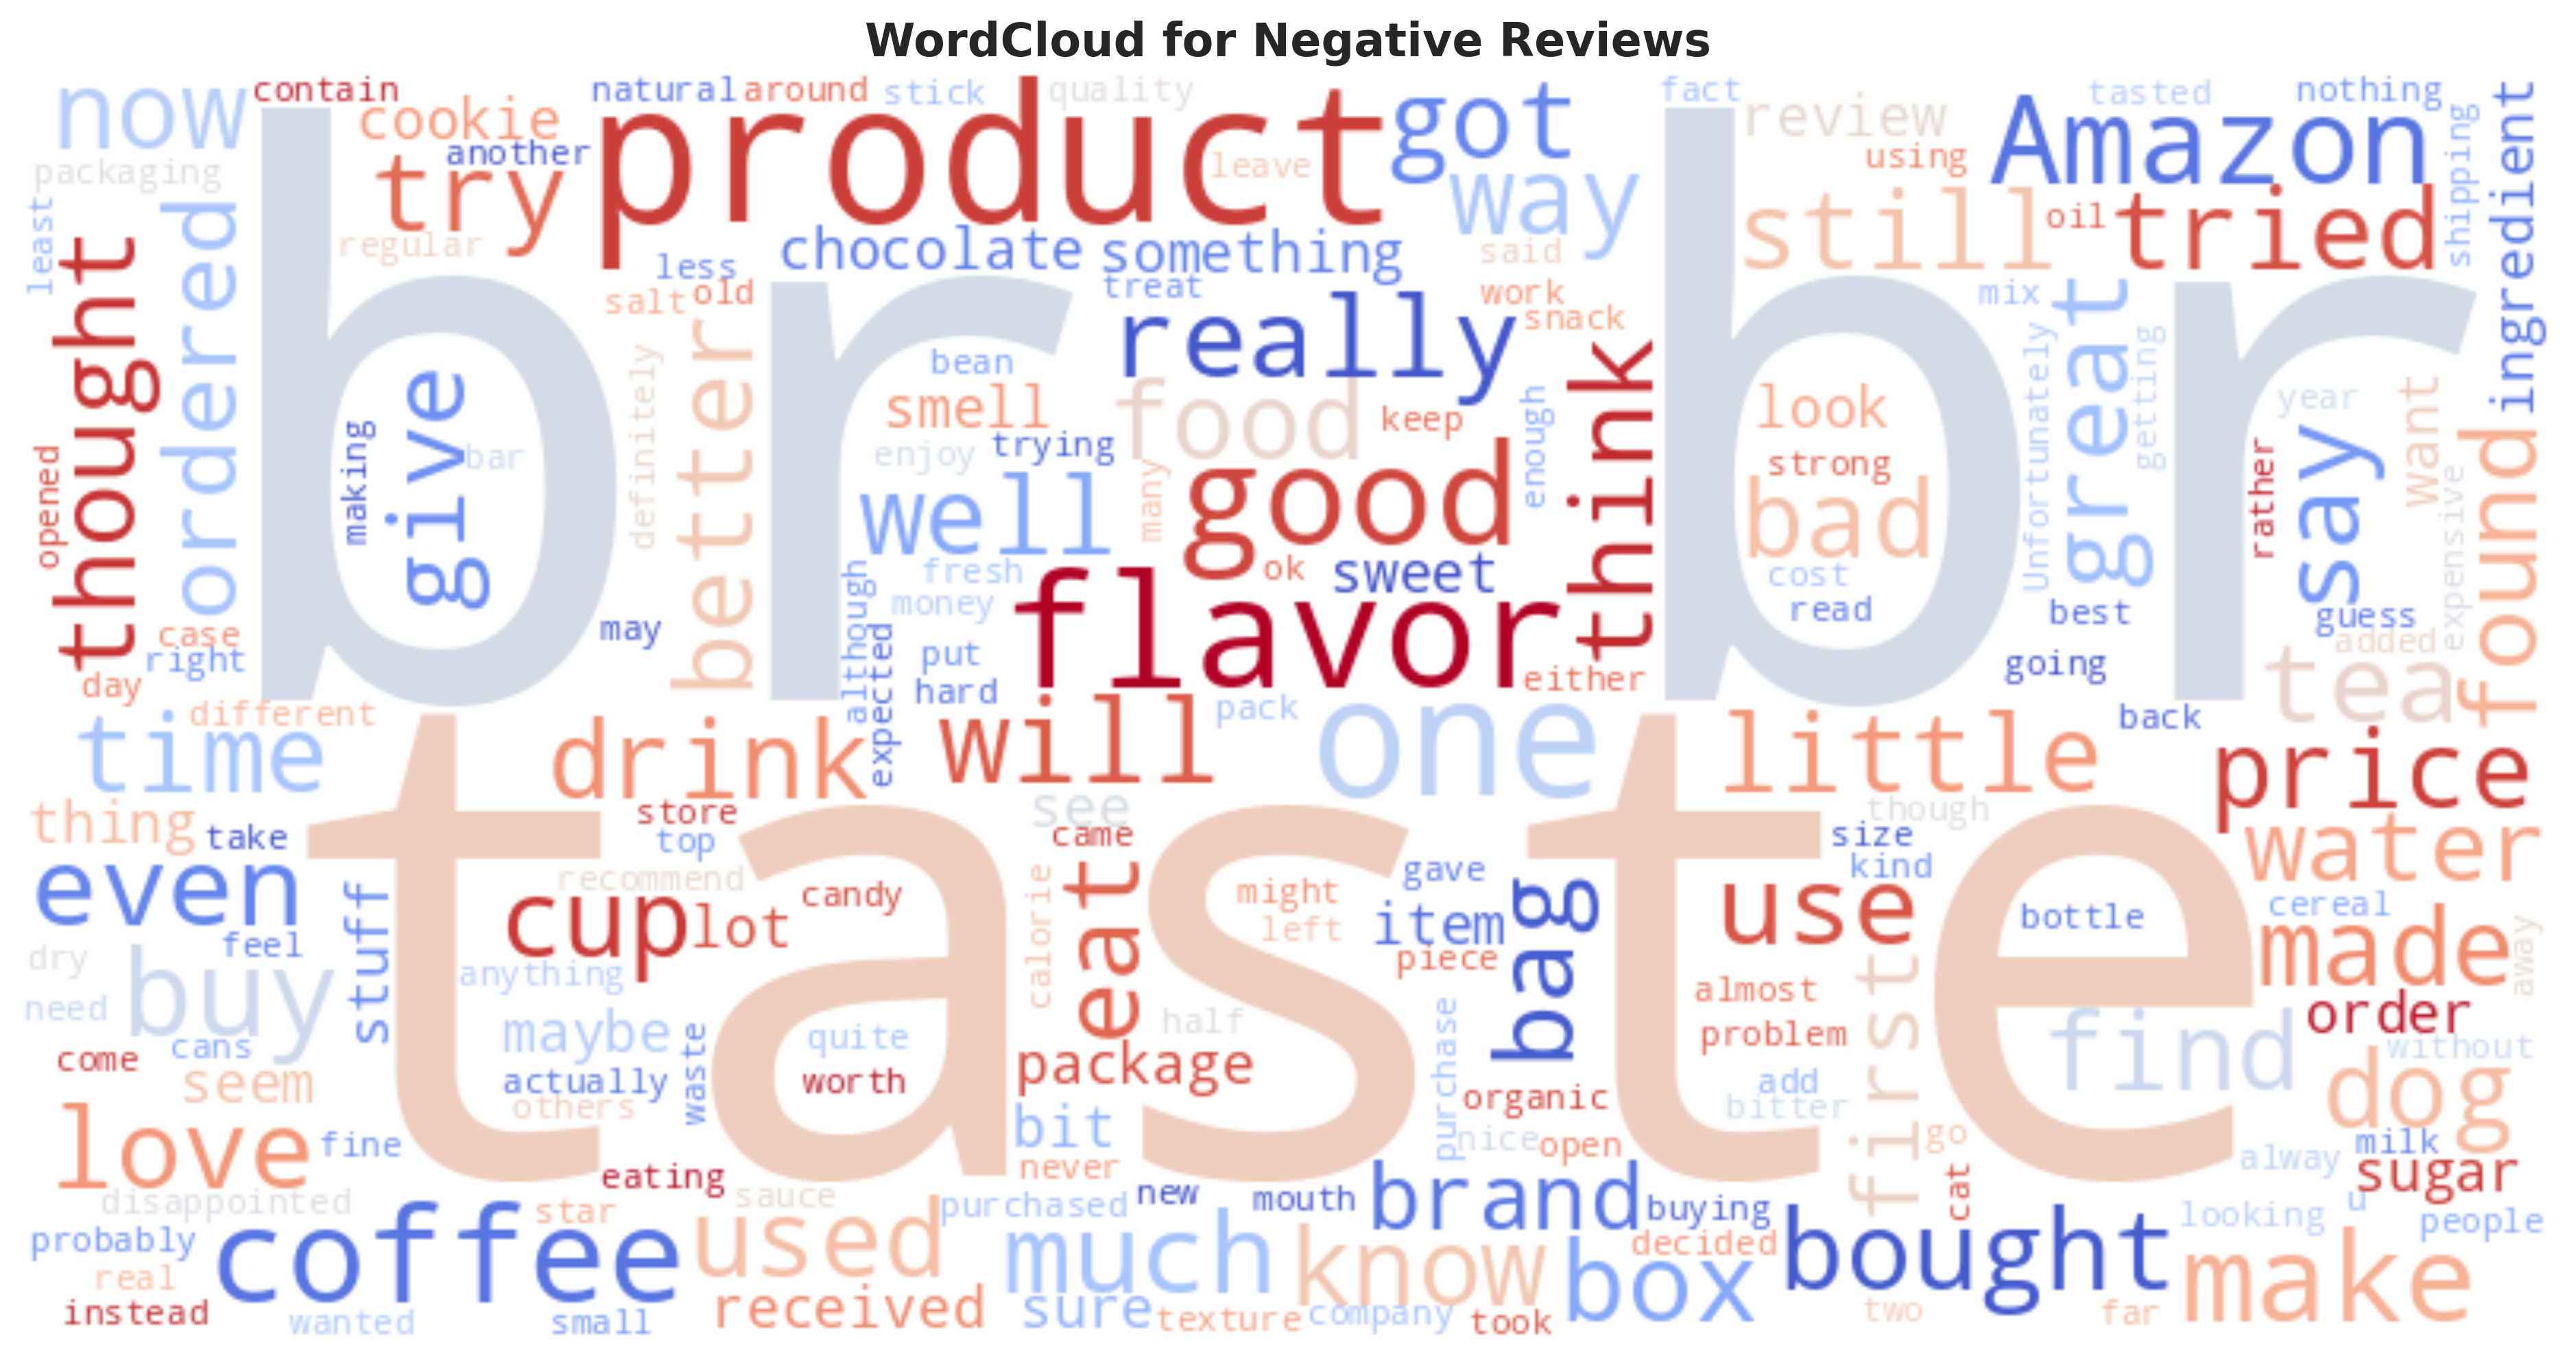 WordCloud for Negative Reviews
now contain cookie natural around stick quality got fact review Amazon tasted nothing
packaging another try product leave way using still oil tried shipping ingredient
least regular less chocolate something said
thought ordered br salt old treat work snack br mix great
making give bar definitely better bean really smell food keep think look Unfortunately getting year want
opened enjoy trying many good enough strong bad rather say expensive found
well fresh ok sweet cost
case right may although money flavor read best guess added
day expected put hard either going tea
time different drink will pack one little back price
thing take store see though water
even top came size kind
stuff recommend candy calorie eat might gave item bag use bottle cereal made away
cup lot left
dry feel taste piece
need buy anything maybe waste quite half purchase almost problem first find order without
come cans actually worth package add dog
seem others organic bitter
love fine bit nice open go milk
disappointed eating sauce never cat alway sugar
coffee star used purchased new mouth brand buying bought looking u people
probably much know decided
real received box make
instead wanted small sure texture company took two far